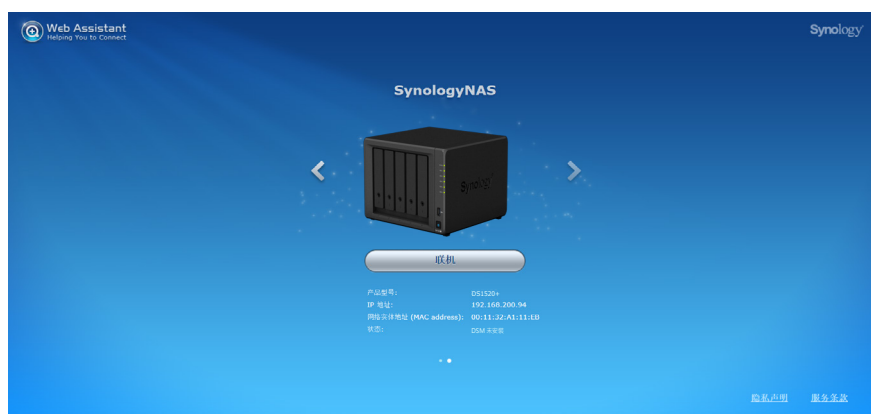 Web Assistant
Helping You to Connect
Synology
SynologyNAS
Synology
联机
产品型号: DS1520+
IP 地址: 192.168.200.94
网络实体地址 (MAC address): 00:11:32:A1:11:EB
状态: DSM 未安装
隐私声明 服务条款